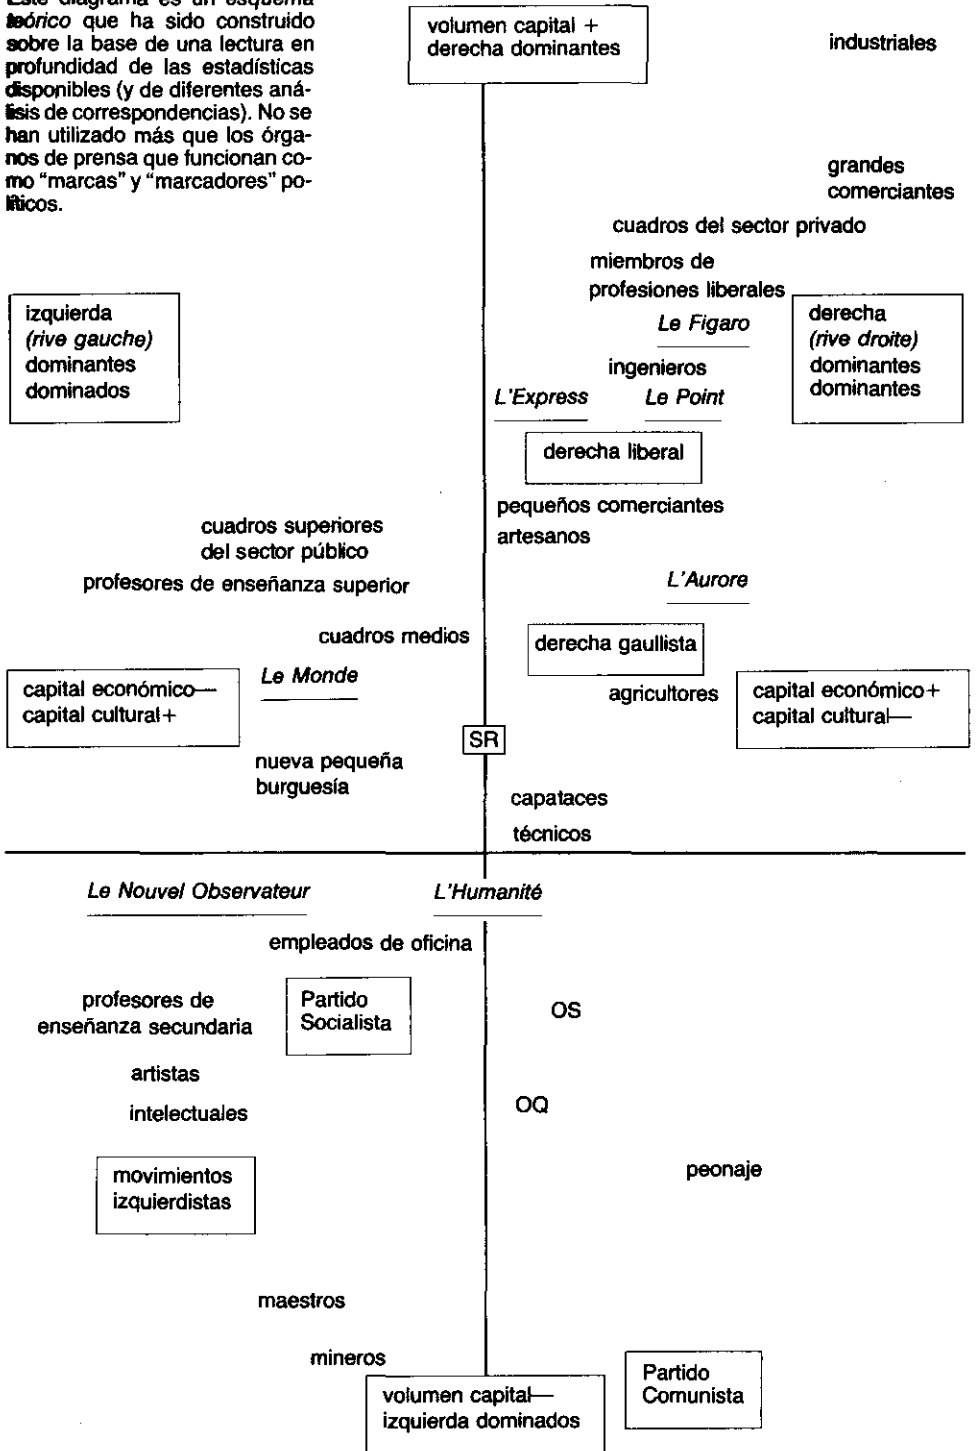 Este diagrama es un esquema
teórico que ha sido construido
sobre la base de una lectura en
profundidad de las estadísticas
disponibles (y de diferentes aná-
lisis de correspondencias). No se
han utilizado más que los órga-
nos de prensa que funcionan co-
mo “marcas” y “marcadores” po-
líticos.
volumen capital +
derecha dominantes
industriales
grandes
comerciantes
cuadros del sector privado
miembros de
profesiones liberales
izquierda
(rive gauche)
dominantes
dominados
Le Figaro
derecha
(rive droite)
dominantes
dominantes
ingenieros
L'Express
Le Point
derecha liberal
pequeños comerciantes
artesanos
cuadros superiores
del sector público
profesores de enseñanza superior
L'Aurore
cuadros medios
derecha gaullista
Le Monde
capital económico—
capital cultural+
agricultores
capital económico+
capital cultural—
SR
nueva pequeña
burguesía
capataces
técnicos
Le Nouvel Observateur
L'Humanité
empleados de oficina
profesores de
enseñanza secundaria
Partido
Socialista
OS
artistas
intelectuales
OQ
movimientos
izquierdistas
peonaje
maestros
mineros
Partido
Comunista
volumen capital—
izquierda dominados